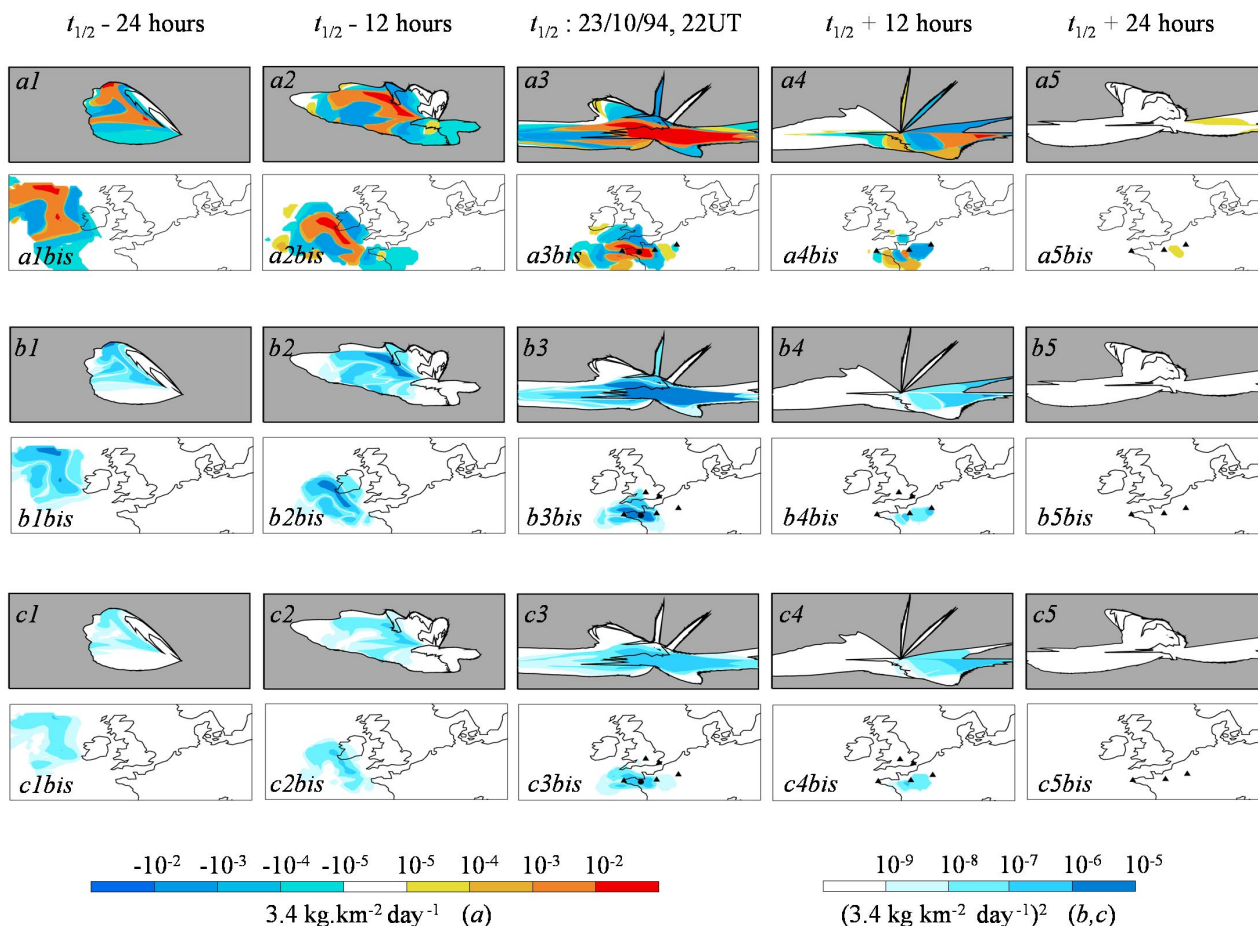 t1/2 - 24 hours t1/2 - 12 hours t1/2 : 23/10/94, 22UT t1/2 + 12 hours t1/2 + 24 hours
a1 a2 a3 a4 a5
a1bis a2bis a3bis a4bis a5bis
b1 b2 b3 b4 b5
b1bis b2bis b3bis b4bis b5bis
c1 c2 c3 c4 c5
c1bis c2bis c3bis c4bis c5bis
-10-2 -10-3 -10-4 -10-5 10-5 10-4 10-3 10-2
10-9 10-8 10-7 10-6 10-5
3.4 kg.km-2 day-1 (a)
(3.4 kg km-2 day-1)2 (b,c)